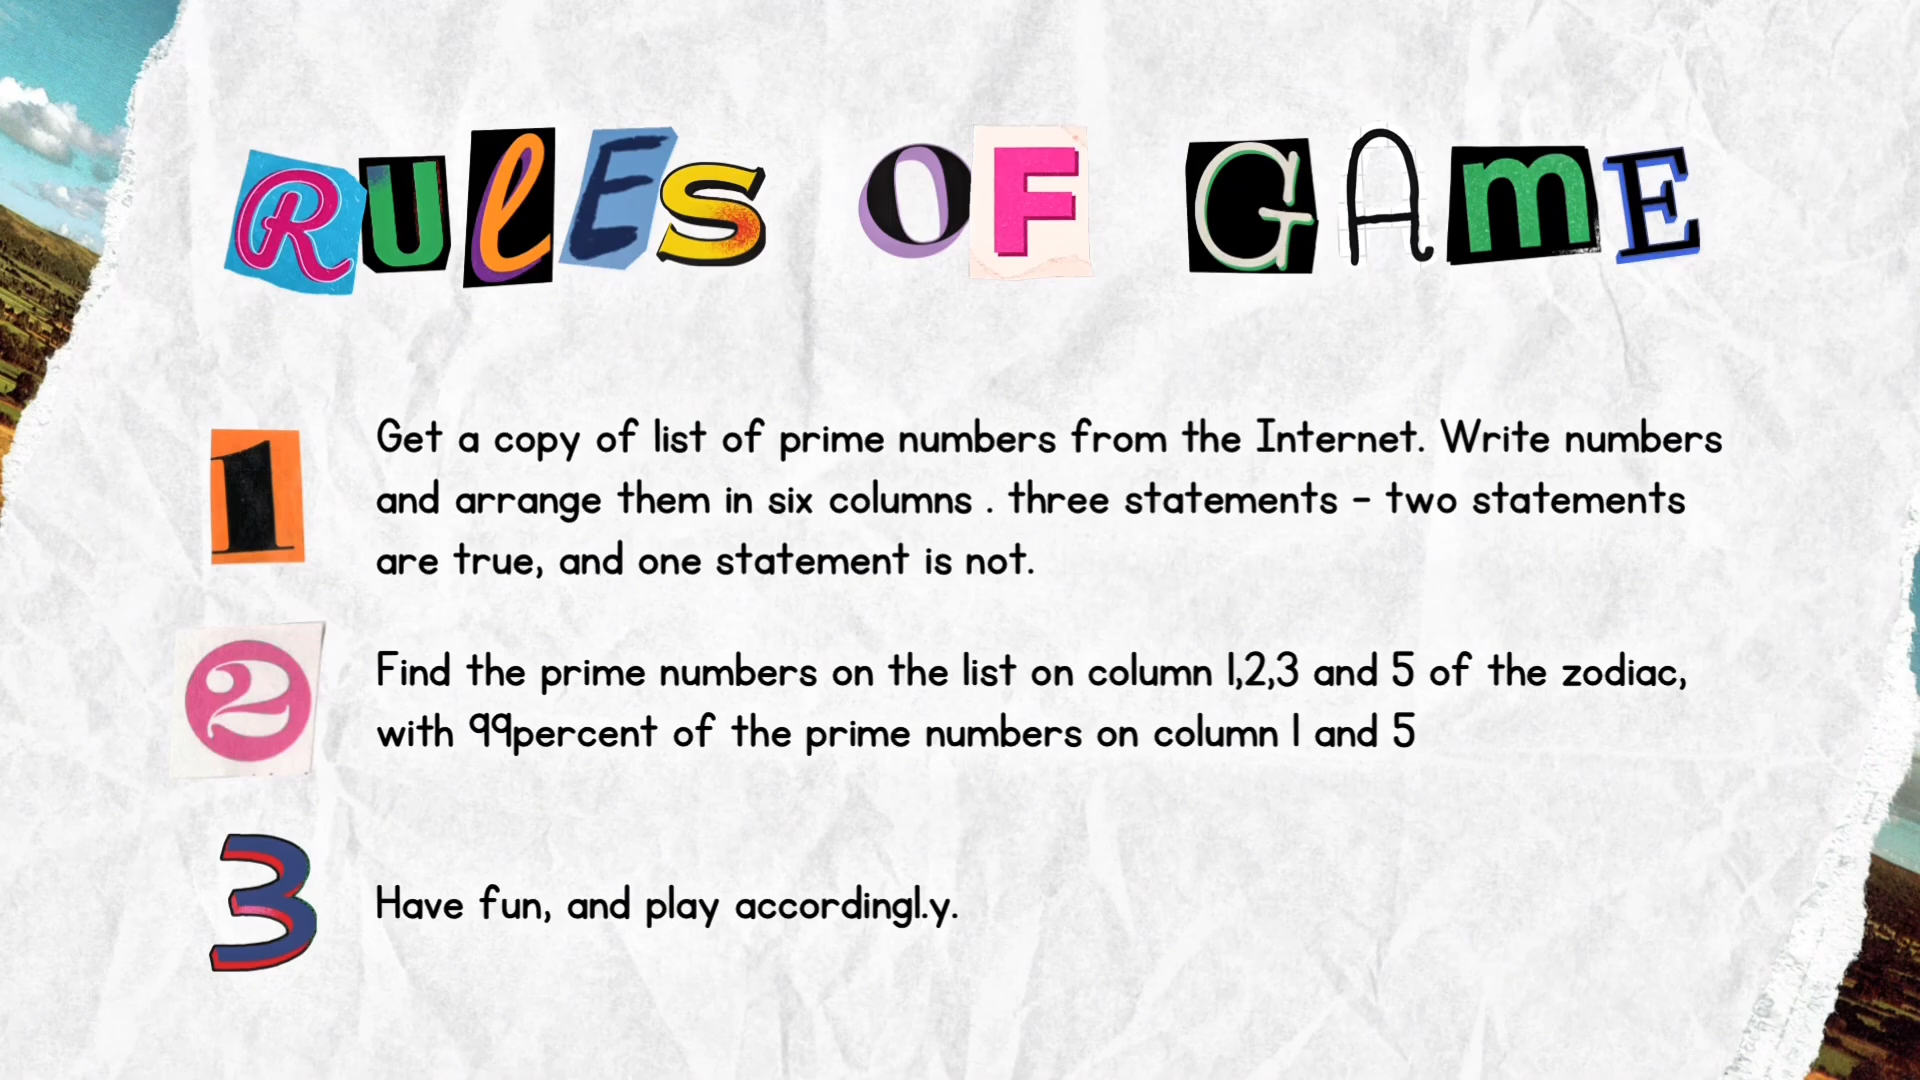 RUlES OF GAmE
1
Get a copy of list of prime numbers from the Internet. Write numbers
and arrange them in six columns . three statements - two statements
are true, and one statement is not.
2
Find the prime numbers on the list on column 1,2,3 and 5 of the zodiac,
with 99percent of the prime numbers on column 1 and 5
3
Have fun, and play accordingl.y.